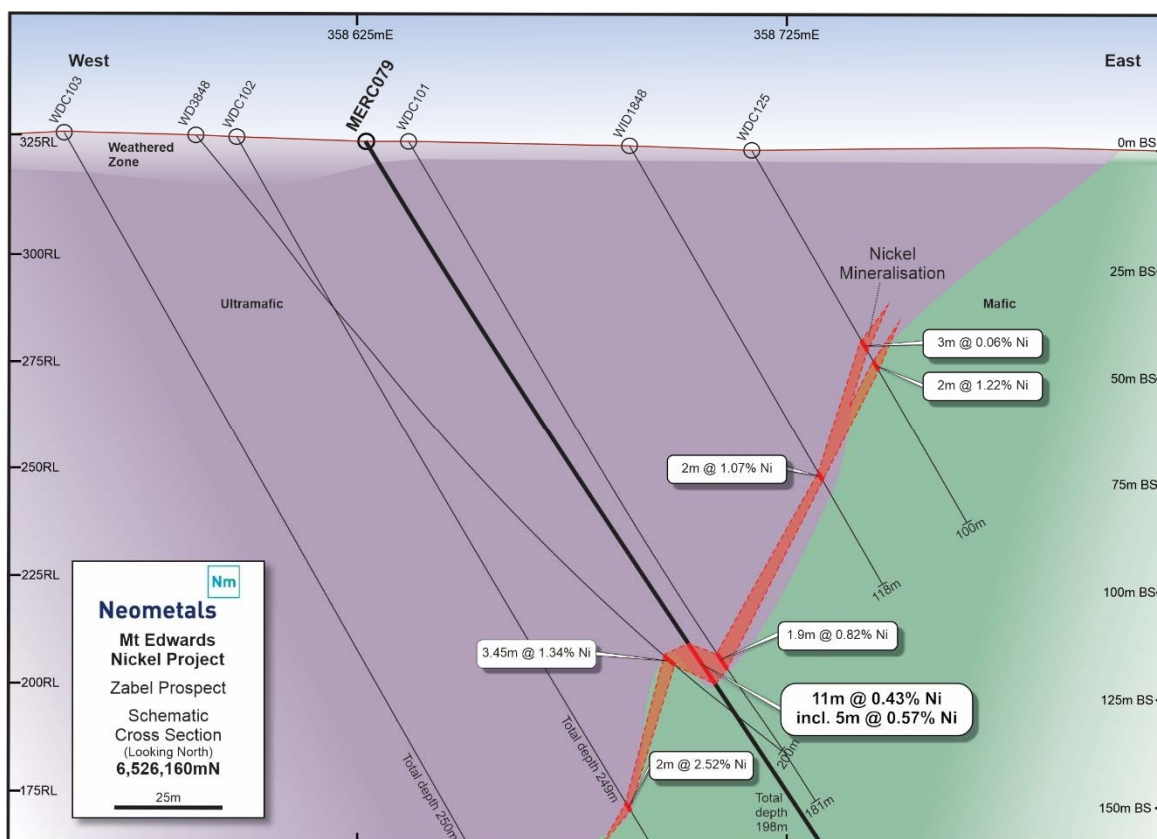 358 625mE
358 725mE
West
East
WDC103
WD3848
WDC102
MERC079
WDC101
WID1848
WDC125
325RL
Weathered
Zone
0m BS
300RL
Ultramafic
Nickel
Mineralisation
Mafic
25m BS
275RL
3m @ 0.06% Ni
2m @ 1.22% Ni
50m BS
250RL
2m @ 1.07% Ni
75m BS
100m
225RL
118m
100m BS
Nm
Neometals
Mt Edwards
Nickel Project
Zabel Prospect
Schematic
Cross Section
(Looking North)
6,526,160mN
25m
3.45m @ 1.34% Ni
1.9m @ 0.82% Ni
200RL
11m @ 0.43% Ni
incl. 5m @ 0.57% Ni
125m BS
200m
2m @ 2.52% Ni
175RL
Total depth 250m
Total depth 249m
Total
depth
198m
181m
150m BS